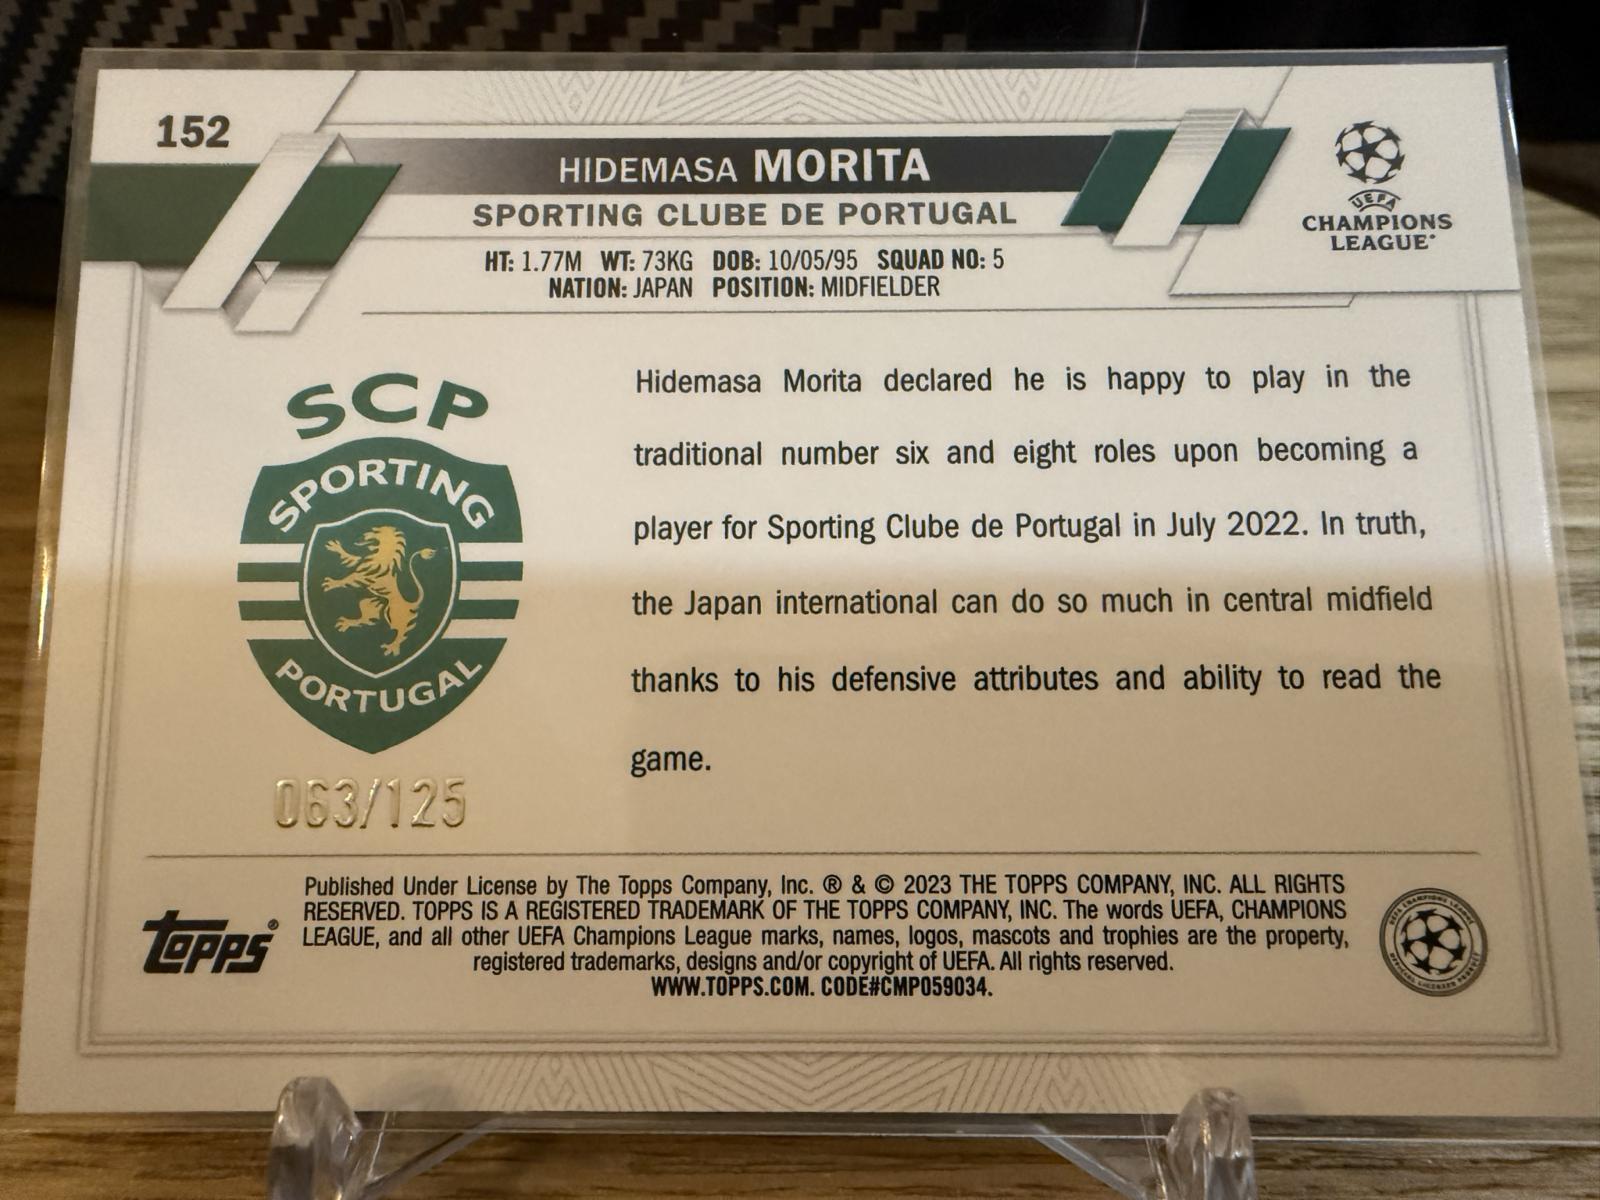 152
HIDEMASA MORITA
SPORTING CLUBE DE PORTUGAL
HT: 1.77M WT: 73KG DOB: 10/05/95 SQUAD NO: 5
NATION: JAPAN POSITION: MIDFIELDER
UEFA
CHAMPIONS
LEAGUE®
SCP
SPORTING
PORTUGAL
063/125
Hidemasa Morita declared he is happy to play in the
traditional number six and eight roles upon becoming a
player for Sporting Clube de Portugal in July 2022. In truth,
the Japan international can do so much in central midfield
thanks to his defensive attributes and ability to read the
game.
topps®
Published Under License by The Topps Company, Inc. ® & © 2023 THE TOPPS COMPANY, INC. ALL RIGHTS
RESERVED. TOPPS IS A REGISTERED TRADEMARK OF THE TOPPS COMPANY, INC. The words UEFA, CHAMPIONS
LEAGUE, and all other UEFA Champions League marks, names, logos, mascots and trophies are the property,
registered trademarks, designs and/or copyright of UEFA. All rights reserved.
WWW.TOPPS.COM. CODE#CMP059034.
UEFA CHAMPIONS LEAGUE
OFFICIAL LICENSED PRODUCT